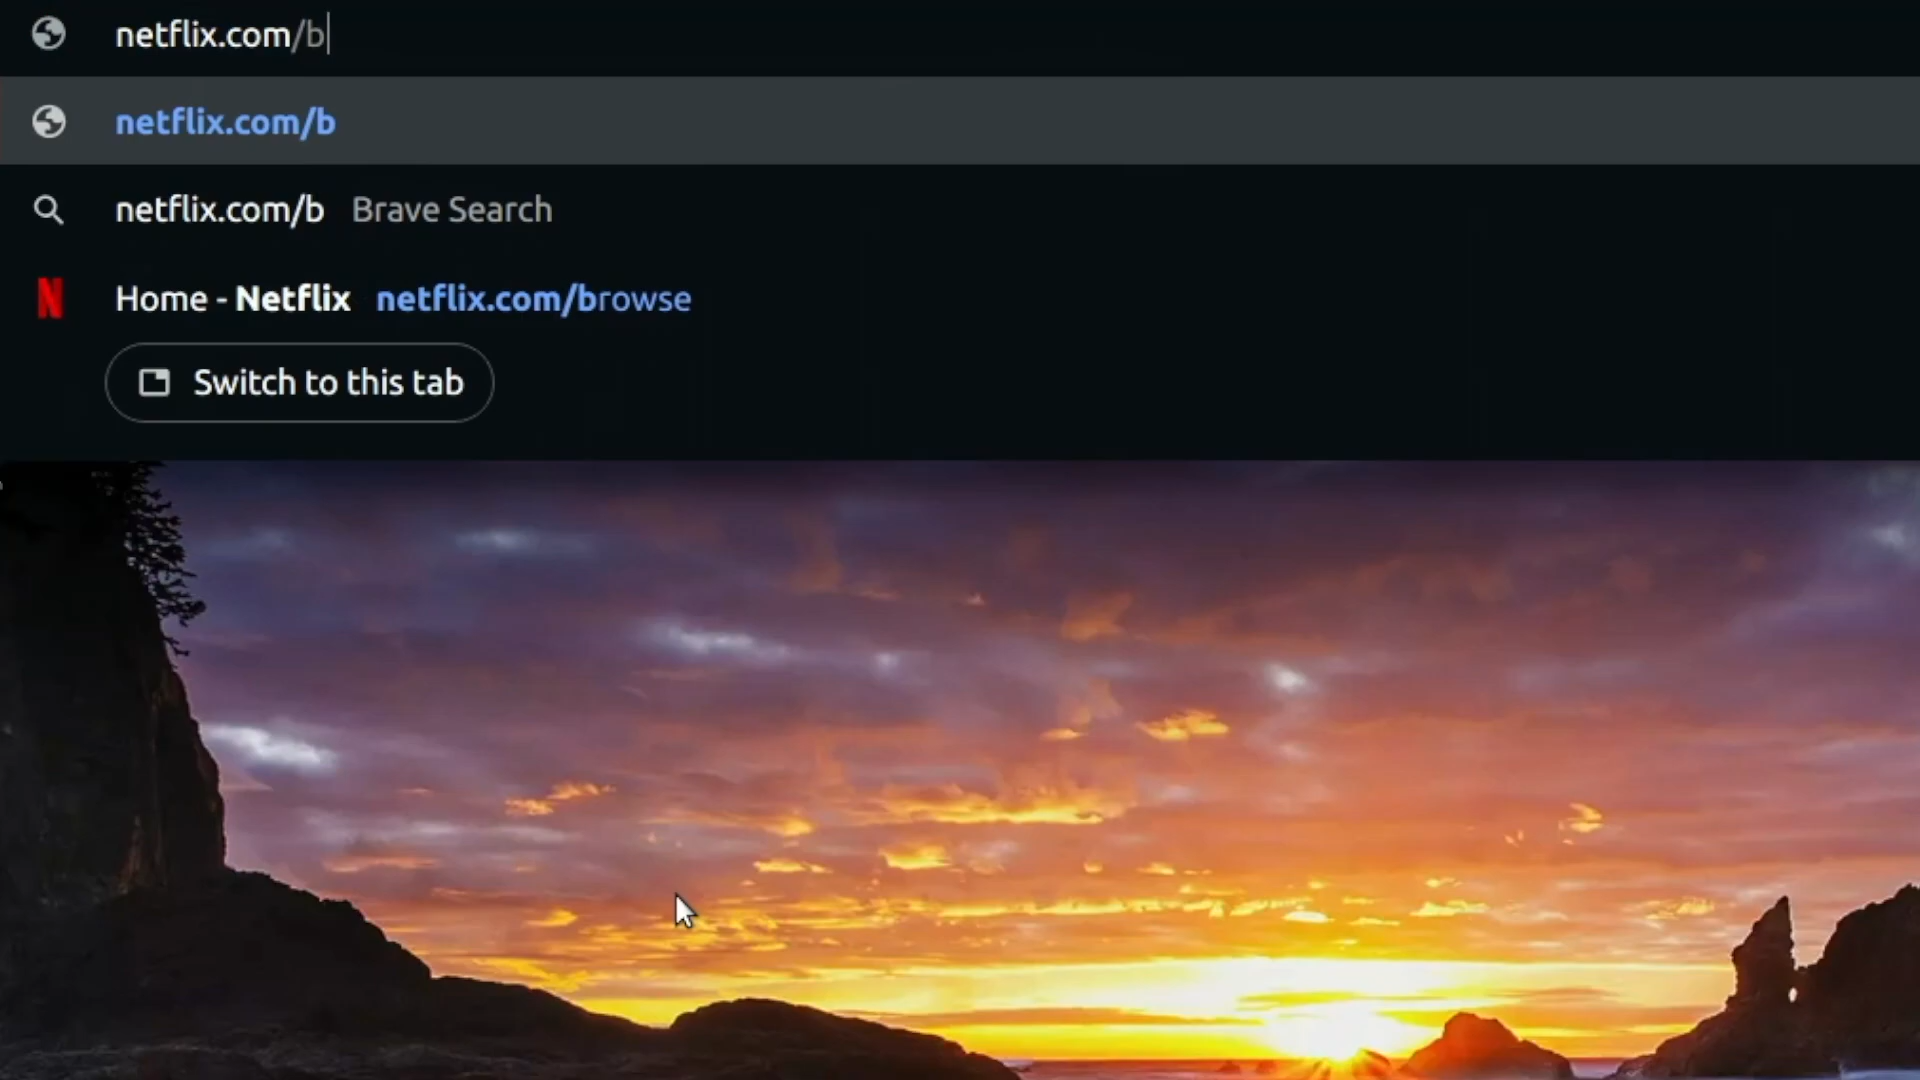 netflix.com/b
netflix.com/b
netflix.com/b Brave Search
Home - Netflix netflix.com/browse
Switch to this tab